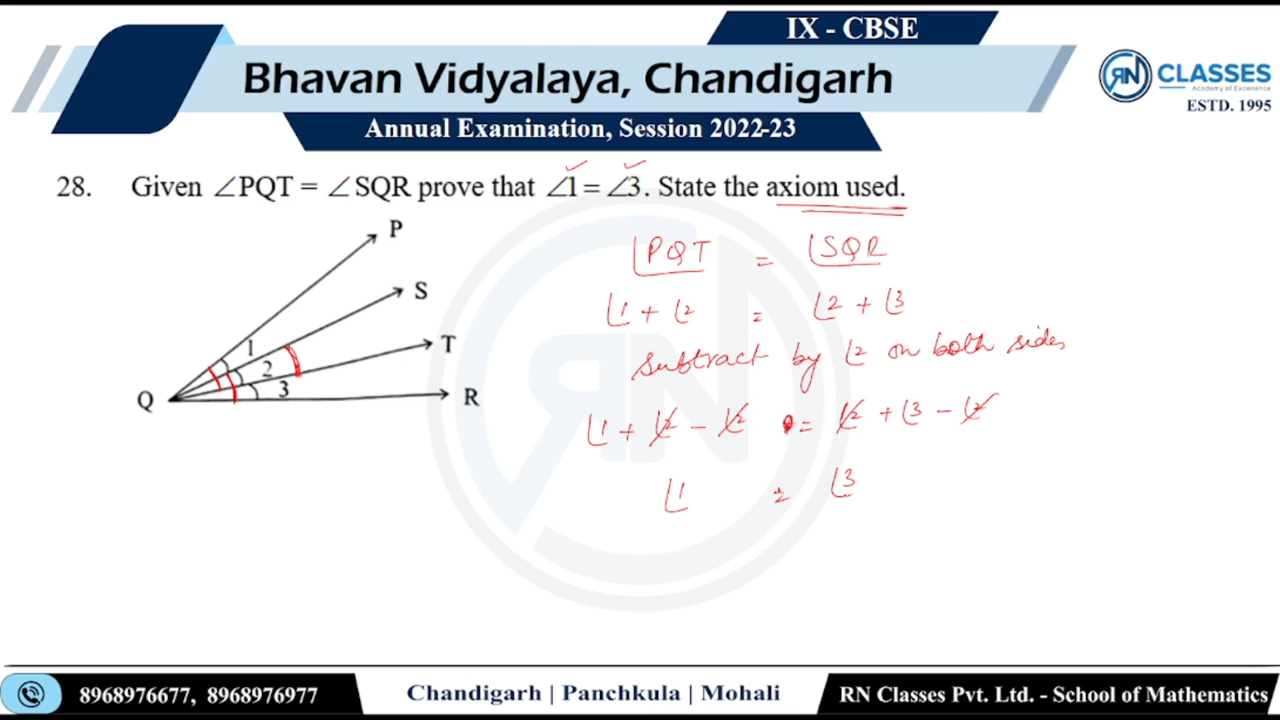 IX - CBSE
Bhavan Vidyalaya, Chandigarh
RN CLASSES
Academy of Excellence
ESTD. 1995
Annual Examination, Session 2022-23
28. Given ∠PQT = ∠SQR prove that ∠1 = ∠3. State the axiom used.
P
S
T
R
Q
1
2
3
∠PQT = ∠SQR
∠1 + ∠2 = ∠2 + ∠3
Subtract by ∠2 on both sides
∠1 + ∠2 - ∠2 = ∠2 + ∠3 - ∠2
∠1 = ∠3
RN
8968976677, 8968976977
Chandigarh | Panchkula | Mohali
RN Classes Pvt. Ltd. - School of Mathematics